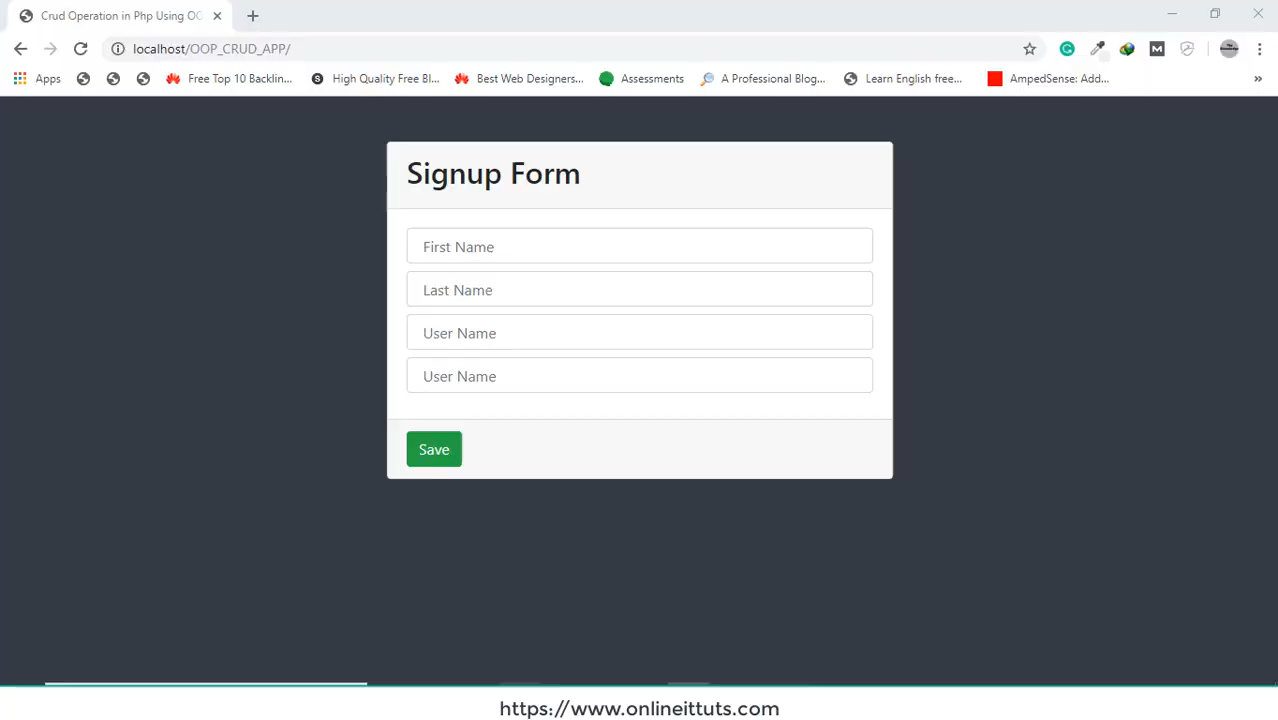 Crud Operation in Php Using OO
localhost/OOP_CRUD_APP/
Apps Free Top 10 Backlin... S High Quality Free Bl... Best Web Designers... Assessments A Professional Blog... Learn English free... AmpedSense: Add... »
Signup Form
First Name
Last Name
User Name
User Name
Save
https://www.onlineittuts.com